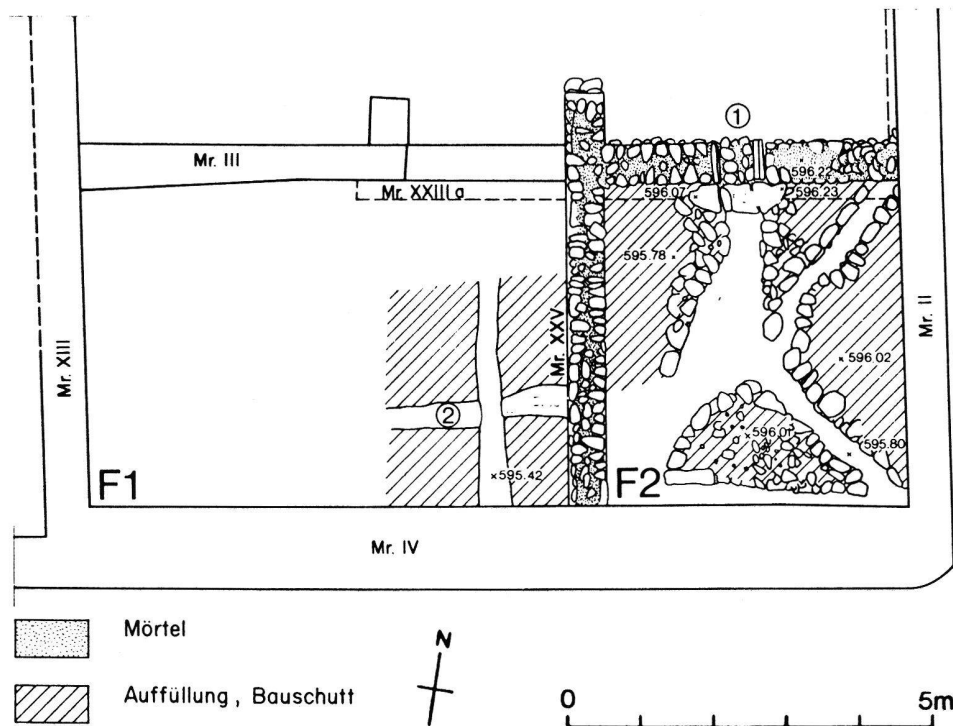 ①
Mr. III
596.22
Mr. XXIII a
596.07
596.23
595.78
Mr. XIII
Mr. XXV
Mr. II
596.02
②
596.01
595.80
595.42
F1
F2
Mr. IV
Mörtel
N
Auffüllung, Bauschutt
0
5m